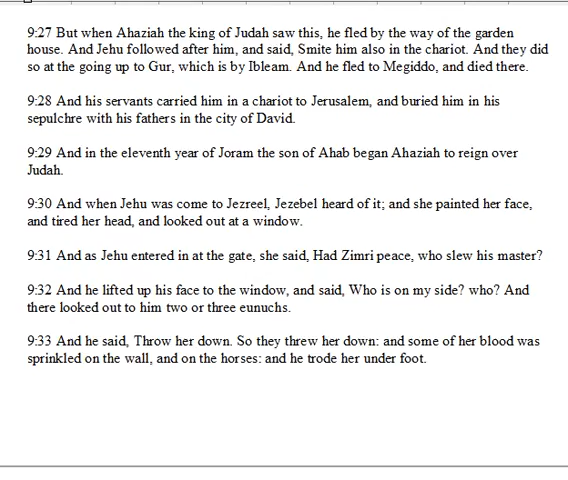 9:27 But when Ahaziah the king of Judah saw this, he fled by the way of the garden
house. And Jehu followed after him, and said, Smite him also in the chariot. And they did
so at the going up to Gur, which is by Ibleam. And he fled to Megiddo, and died there.
9:28 And his servants carried him in a chariot to Jerusalem, and buried him in his
sepulchre with his fathers in the city of David.
9:29 And in the eleventh year of Joram the son of Ahab began Ahaziah to reign over
Judah.
9:30 And when Jehu was come to Jezreel, Jezebel heard of it; and she painted her face,
and tired her head, and looked out at a window.
9:31 And as Jehu entered in at the gate, she said, Had Zimri peace, who slew his master?
9:32 And he lifted up his face to the window, and said, Who is on my side? who? And
there looked out to him two or three eunuchs.
9:33 And he said, Throw her down. So they threw her down: and some of her blood was
sprinkled on the wall, and on the horses: and he trode her under foot.